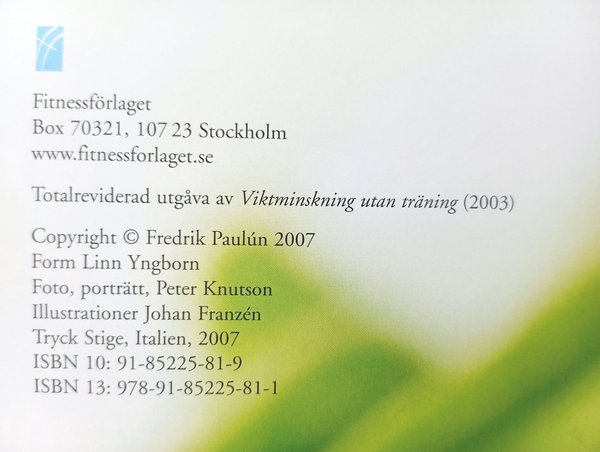 Fitnessförlaget
Box 70321, 107 23 Stockholm
www.fitnessforlaget.se
Totalreviderad utgåva av Viktminskning utan träning (2003)
Copyright © Fredrik Paulún 2007
Form Linn Yngborn
Foto, porträtt, Peter Knutson
Illustrationer Johan Franzén
Tryck Stige, Italien, 2007
ISBN 10: 91-85225-81-9
ISBN 13: 978-91-85225-81-1